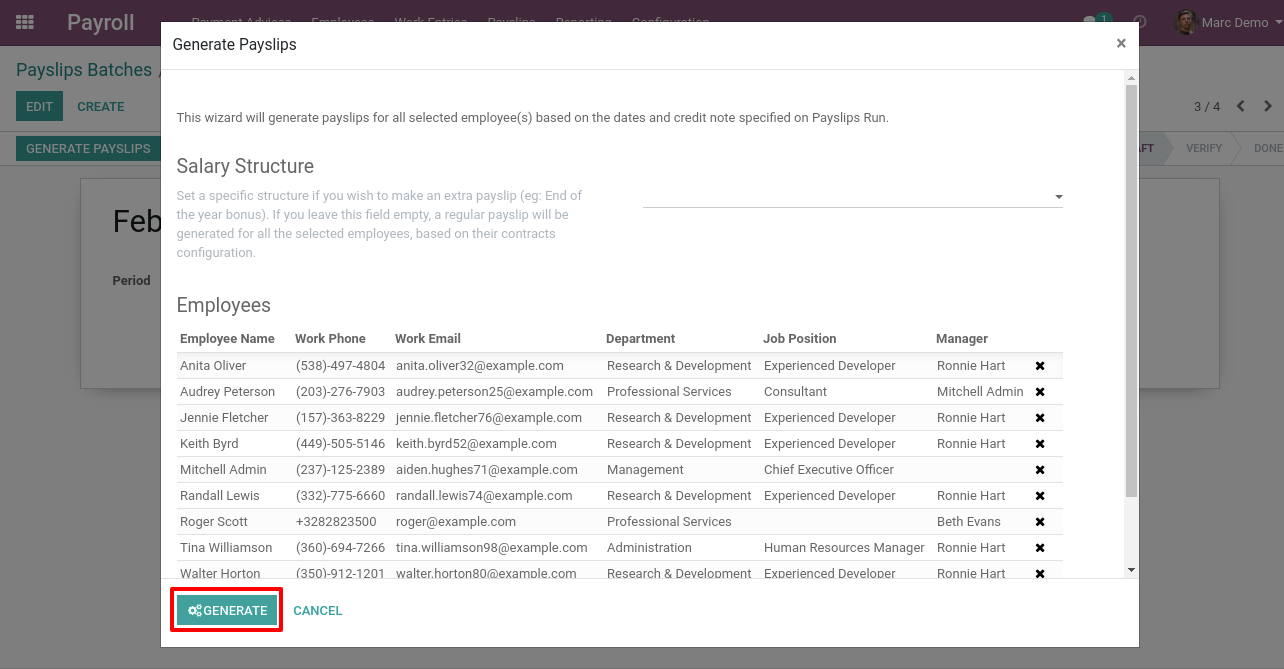 Payroll Payment Advices Employees Work Entries Payslips Reporting Configuration 1 Marc Demo
Generate Payslips ×
Payslips Batches /
EDIT CREATE 3 / 4
GENERATE PAYSLIPS VERIFY DONE
Feb
Period
This wizard will generate payslips for all selected employee(s) based on the dates and credit note specified on Payslips Run.
Salary Structure
Set a specific structure if you wish to make an extra payslip (eg: End of
the year bonus). If you leave this field empty, a regular payslip will be
generated for all the selected employees, based on their contracts
configuration.
Employees
Employee Name Work Phone Work Email Department Job Position Manager
Anita Oliver (538)-497-4804 anita.oliver32@example.com Research & Development Experienced Developer Ronnie Hart
Audrey Peterson (203)-276-7903 audrey.peterson25@example.com Professional Services Consultant Mitchell Admin
Jennie Fletcher (157)-363-8229 jennie.fletcher76@example.com Research & Development Experienced Developer Ronnie Hart
Keith Byrd (449)-505-5146 keith.byrd52@example.com Research & Development Experienced Developer Ronnie Hart
Mitchell Admin (237)-125-2389 aiden.hughes71@example.com Management Chief Executive Officer
Randall Lewis (332)-775-6660 randall.lewis74@example.com Research & Development Experienced Developer Ronnie Hart
Roger Scott +3282823500 roger@example.com Professional Services Beth Evans
Tina Williamson (360)-694-7266 tina.williamson98@example.com Administration Human Resources Manager Ronnie Hart
Walter Horton (350)-912-1201 walter.horton80@example.com Research & Development Experienced Developer Ronnie Hart
GENERATE CANCEL